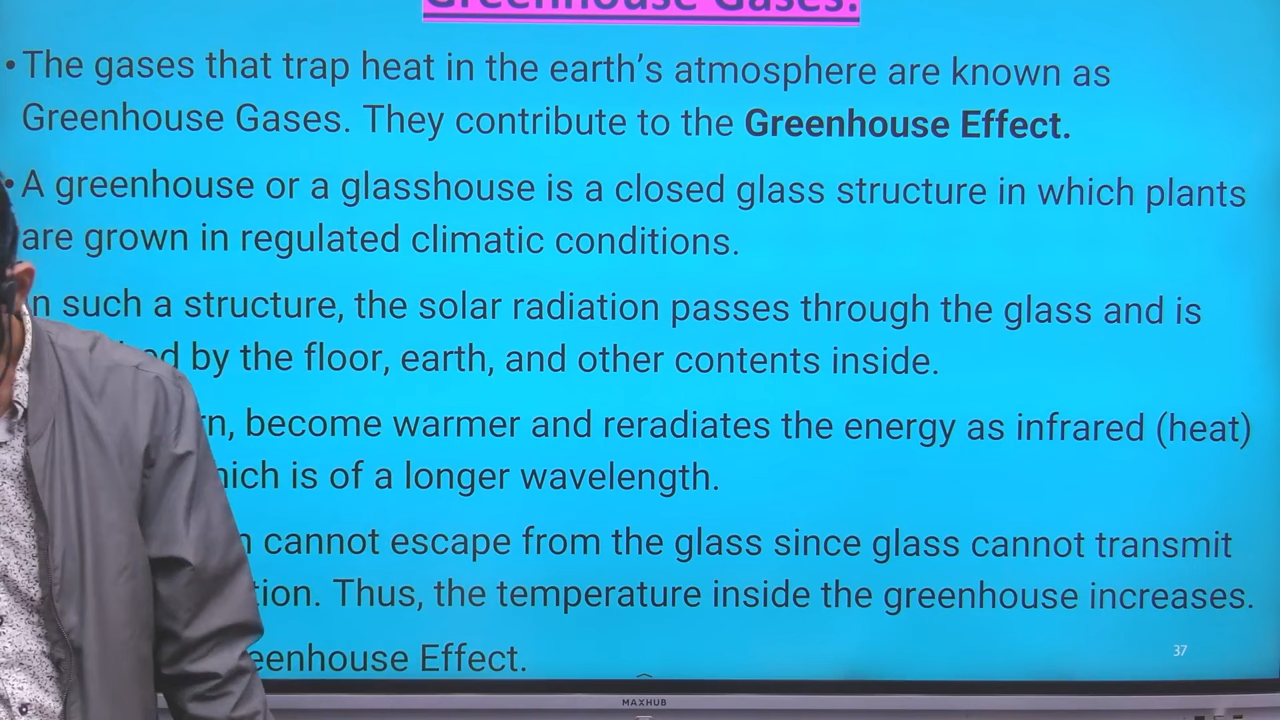 Greenhouse Gases:
•The gases that trap heat in the earth's atmosphere are known as
Greenhouse Gases. They contribute to the Greenhouse Effect.
•A greenhouse or a glasshouse is a closed glass structure in which plants
are grown in regulated climatic conditions.
such a structure, the solar radiation passes through the glass and is
by the floor, earth, and other contents inside.
become warmer and reradiates the energy as infrared (heat)
is of a longer wavelength.
cannot escape from the glass since glass cannot transmit
Thus, the temperature inside the greenhouse increases.
Effect.
37
MAXHUB